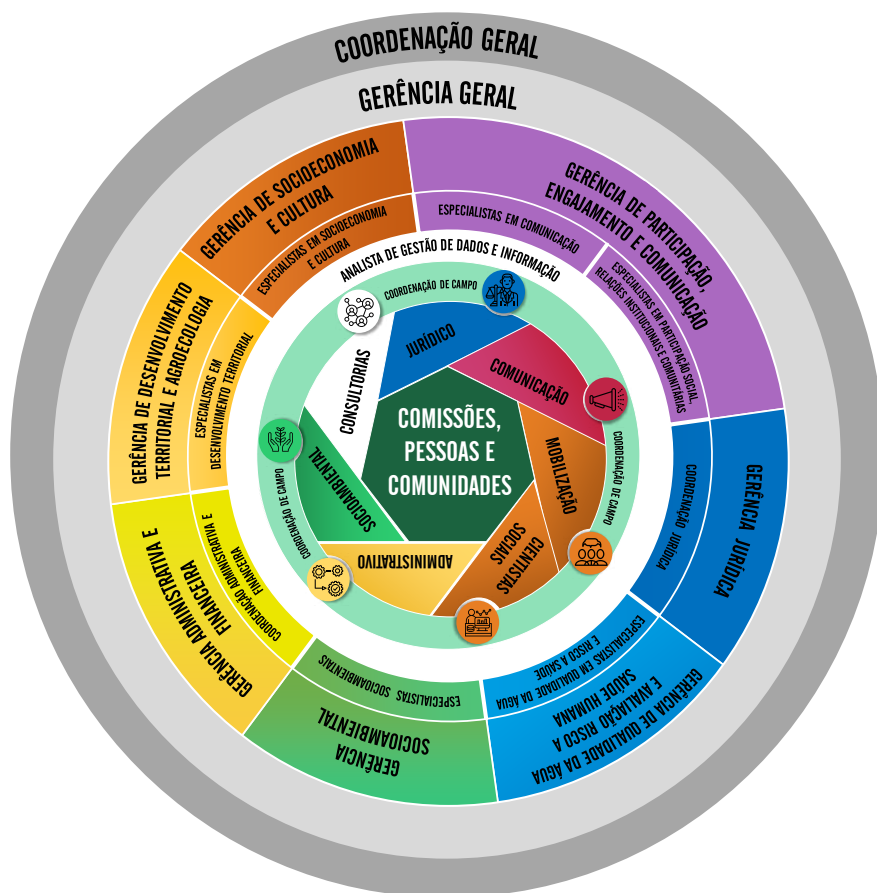 COORDENAÇÃO GERAL
GERÊNCIA GERAL
GERÊNCIA DE SOCIOECONOMIA
E CULTURA
ESPECIALISTAS EM SOCIOECONOMIA
E CULTURA
GERÊNCIA DE PARTICIPAÇÃO,
ENGAJAMENTO E COMUNICAÇÃO
ESPECIALISTAS EM COMUNICAÇÃO
ESPECIALISTAS EM PARTICIPAÇÃO SOCIAL,
RELAÇÕES INSTITUCIONAIS E COMUNITÁRIAS
GERÊNCIA JURÍDICA
COORDENAÇÃO JURÍDICA
GERÊNCIA DE QUALIDADE DA ÁGUA
E AVALIAÇÃO RISCO A
SAÚDE HUMANA
ESPECIALISTAS EM QUALIDADE DA ÁGUA
E RISCO A SAÚDE
GERÊNCIA
SOCIOAMBIENTAL
ESPECIALISTAS SOCIOAMBIENTAIS
GERÊNCIA ADMINISTRATIVA E
FINANCEIRA
COORDENAÇÃO ADMINISTRATIVA E
FINANCEIRA
GERÊNCIA DE DESENVOLVIMENTO
TERRITORIAL E AGROECOLOGIA
ESPECIALISTAS EM
DESENVOLVIMENTO TERRITORIAL
ANALISTA DE GESTÃO DE DADOS E INFORMAÇÃO
COORDENAÇÃO DE CAMPO
COORDENAÇÃO DE CAMPO
COORDENAÇÃO DE CAMPO
JURÍDICO
COMUNICAÇÃO
MOBILIZAÇÃO
CIENTISTAS
SOCIAIS
ADMINISTRATIVO
SOCIOAMBIENTAL
CONSULTORIAS
COMISSÕES,
PESSOAS E
COMUNIDADES